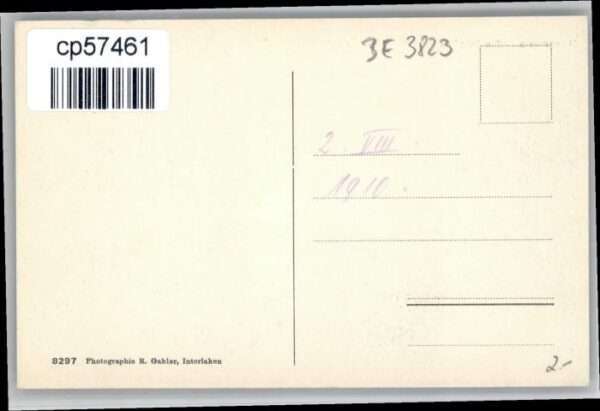 cp57461
BE 3823
2. VIII.
1910.
8297 Photographie R. Gabler, Interlaken
2.-